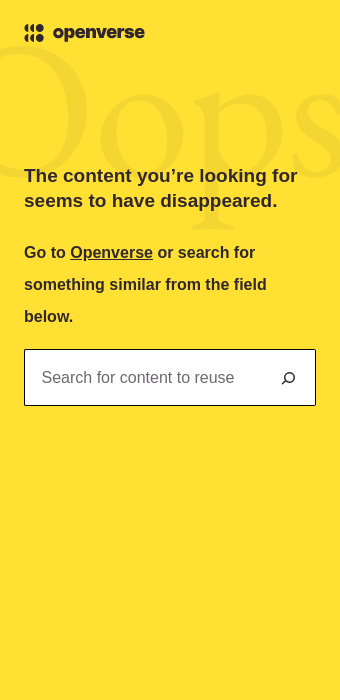 openverse
Oops
The content you’re looking for
seems to have disappeared.
Go to Openverse or search for
something similar from the field
below.
Search for content to reuse